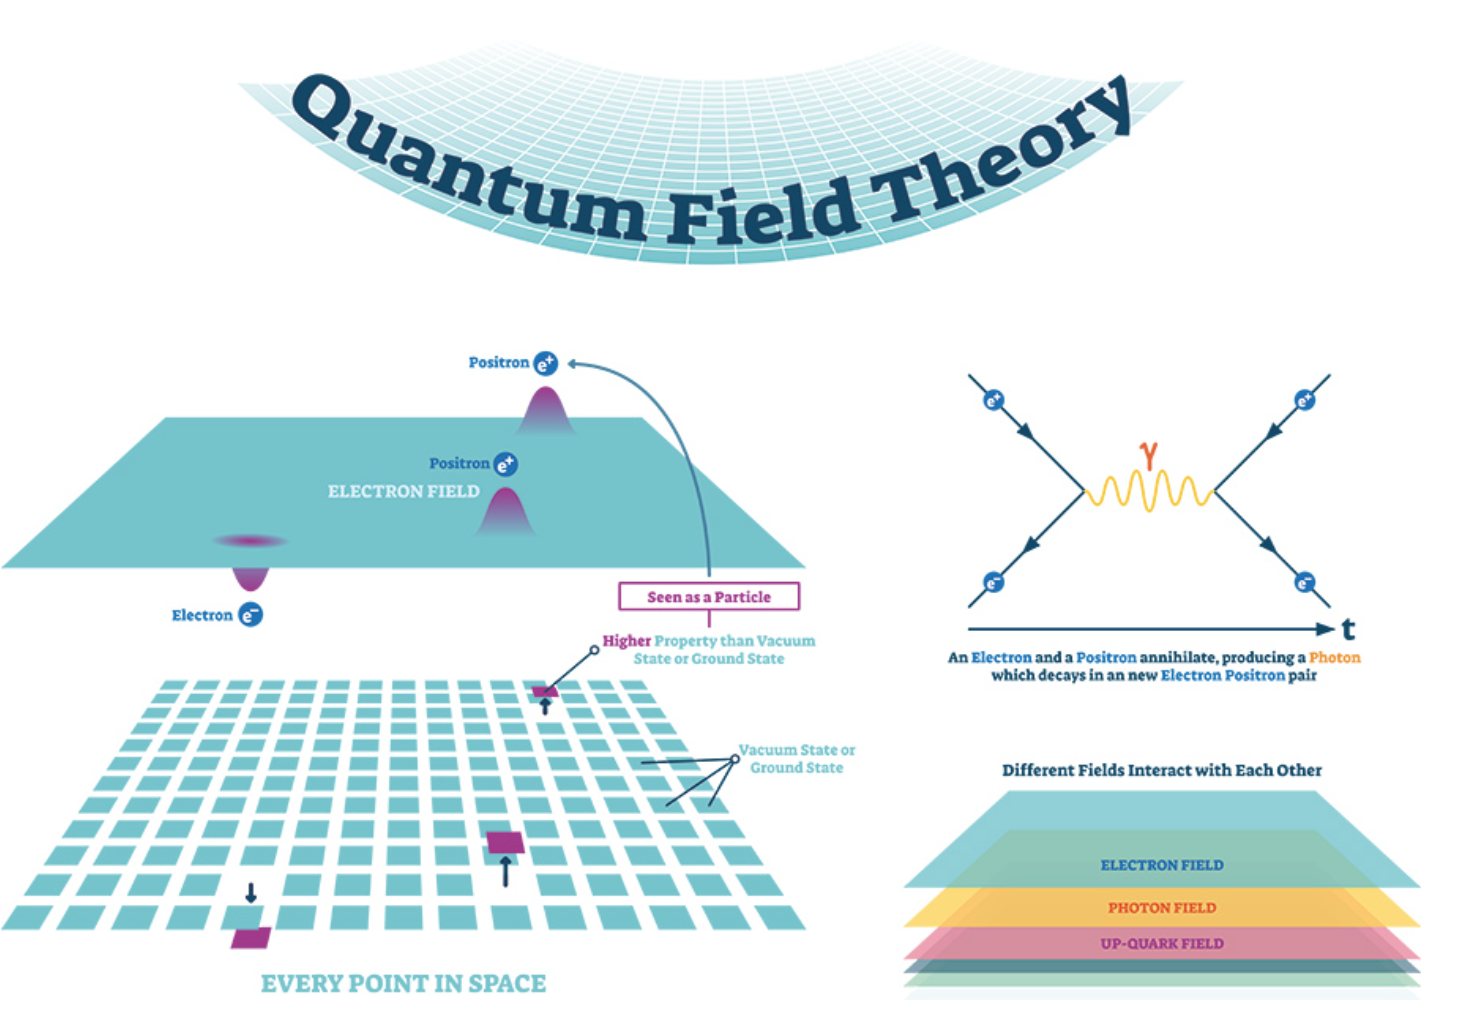 Quantum Field Theory
Positron e+
Positron e+
ELECTRON FIELD
Electron e−
Seen as a Particle
Higher Property than Vacuum
State or Ground State
Vacuum State or
Ground State
EVERY POINT IN SPACE
e+
e+
γ
e−
e−
t
An Electron and a Positron annihilate, producing a Photon
which decays in an new Electron Positron pair
Different Fields Interact with Each Other
ELECTRON FIELD
PHOTON FIELD
UP-QUARK FIELD